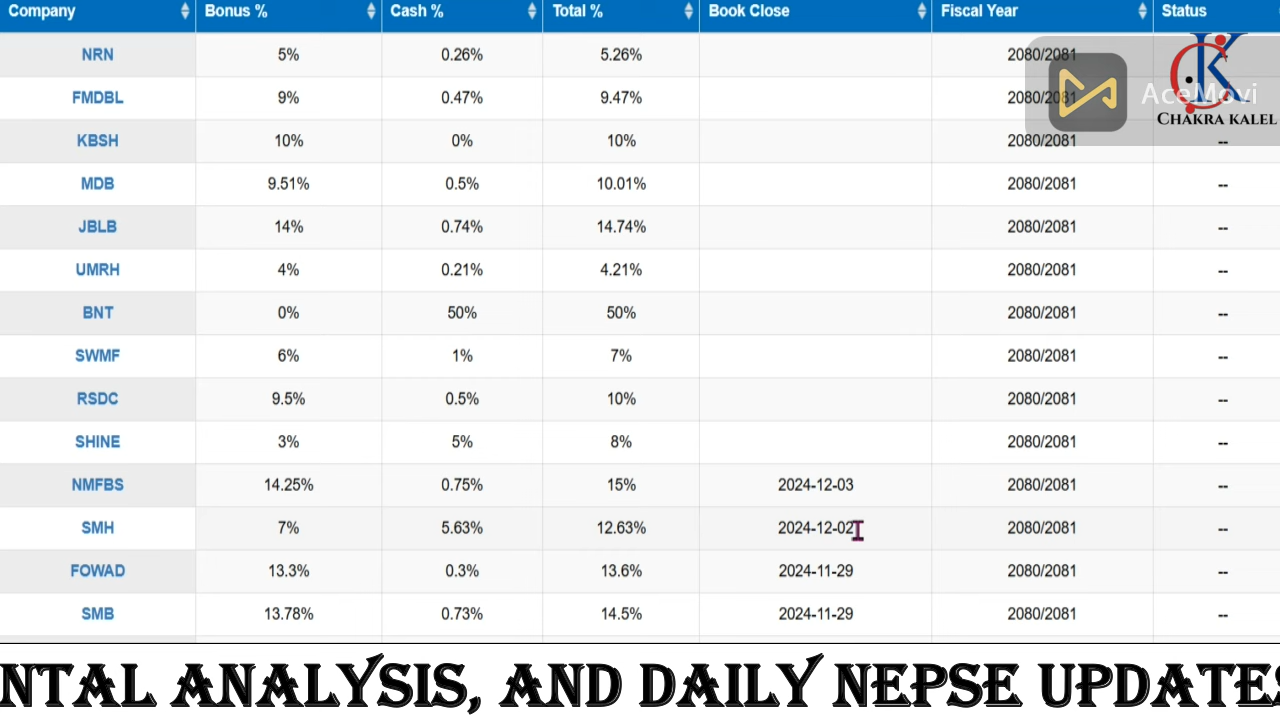 Company Bonus % Cash % Total % Book Close Fiscal Year Status
NRN 5% 0.26% 5.26% 2080/2081
FMDBL 9% 0.47% 9.47% 2080/2081
AceMovi
K
CHAKRA KALEL
KBSH 10% 0% 10% 2080/2081 --
MDB 9.51% 0.5% 10.01% 2080/2081 --
JBLB 14% 0.74% 14.74% 2080/2081 --
UMRH 4% 0.21% 4.21% 2080/2081 --
BNT 0% 50% 50% 2080/2081 --
SWMF 6% 1% 7% 2080/2081 --
RSDC 9.5% 0.5% 10% 2080/2081 --
SHINE 3% 5% 8% 2080/2081 --
NMFBS 14.25% 0.75% 15% 2024-12-03 2080/2081 --
SMH 7% 5.63% 12.63% 2024-12-02 2080/2081 --
FOWAD 13.3% 0.3% 13.6% 2024-11-29 2080/2081 --
SMB 13.78% 0.73% 14.5% 2024-11-29 2080/2081 --
NTAL ANALYSIS, AND DAILY NEPSE UPDATES